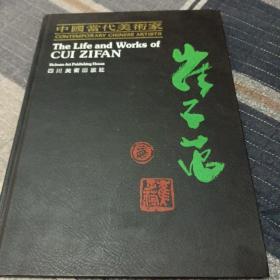 中國當代美術家
CONTEMPORARY CHINESE ARTISTS
The Life and Works of
CUI ZIFAN
Sichuan Art Publishing House
四川美術出版社
崔子范